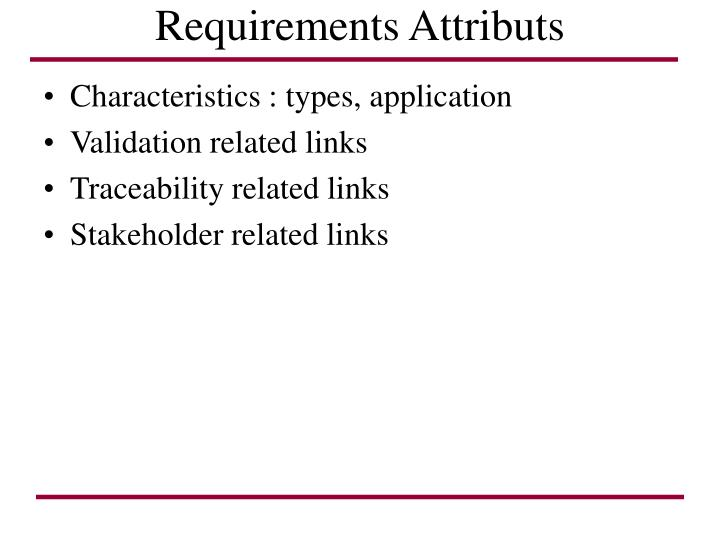 Requirements Attributs
• Characteristics : types, application
• Validation related links
• Traceability related links
• Stakeholder related links